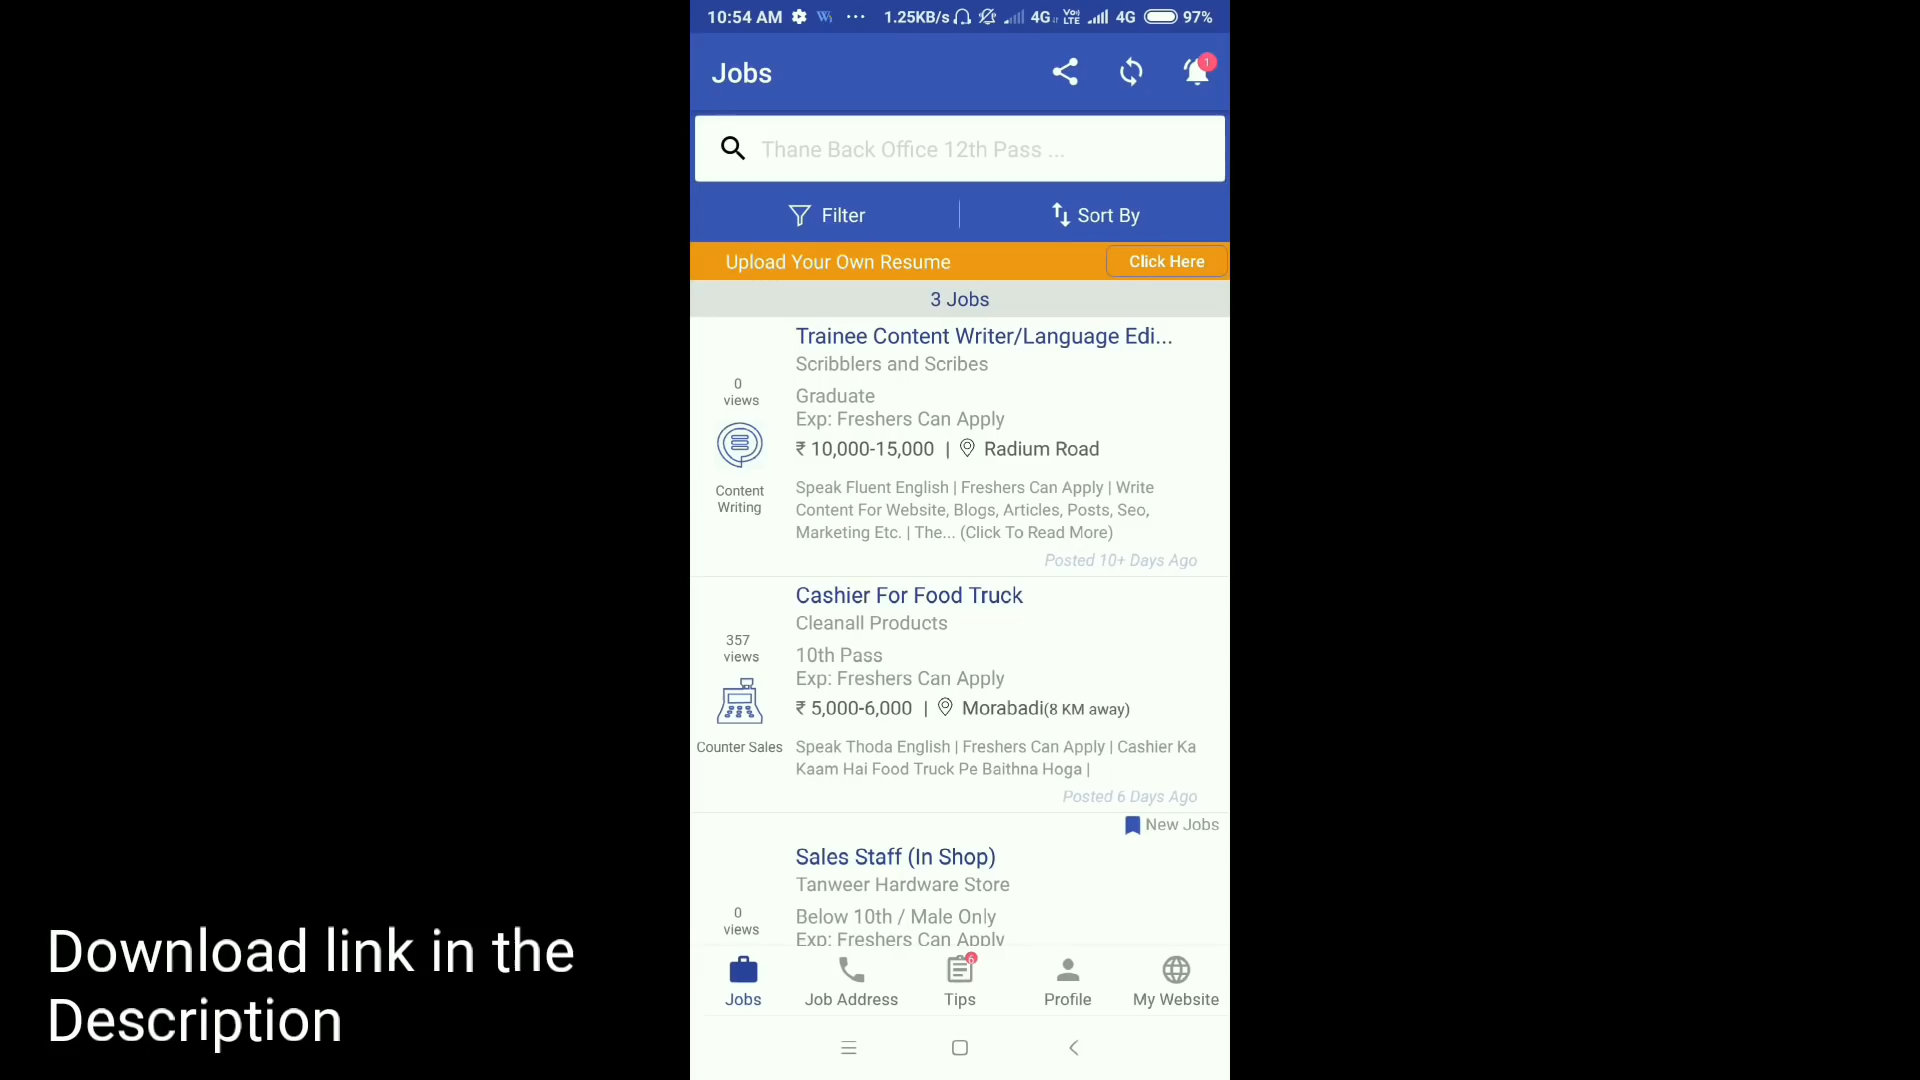 10:54 AM ... 1.25KB/s 4G VoLTE 4G 97%
Jobs
1
Thane Back Office 12th Pass ...
Filter
Sort By
Upload Your Own Resume
Click Here
3 Jobs
Trainee Content Writer/Language Edi...
Scribblers and Scribes
0
views
Graduate
Exp: Freshers Can Apply
₹ 10,000-15,000 | Radium Road
Content
Writing
Speak Fluent English | Freshers Can Apply | Write
Content For Website, Blogs, Articles, Posts, Seo,
Marketing Etc. | The... (Click To Read More)
Posted 10+ Days Ago
Cashier For Food Truck
Cleanall Products
357
views
10th Pass
Exp: Freshers Can Apply
₹ 5,000-6,000 | Morabadi(8 KM away)
Counter Sales
Speak Thoda English | Freshers Can Apply | Cashier Ka
Kaam Hai Food Truck Pe Baithna Hoga |
Posted 6 Days Ago
New Jobs
Sales Staff (In Shop)
Tanweer Hardware Store
0
views
Below 10th / Male Only
Exp: Freshers Can Apply
6
Jobs
Job Address
Tips
Profile
My Website
Download link in the
Description